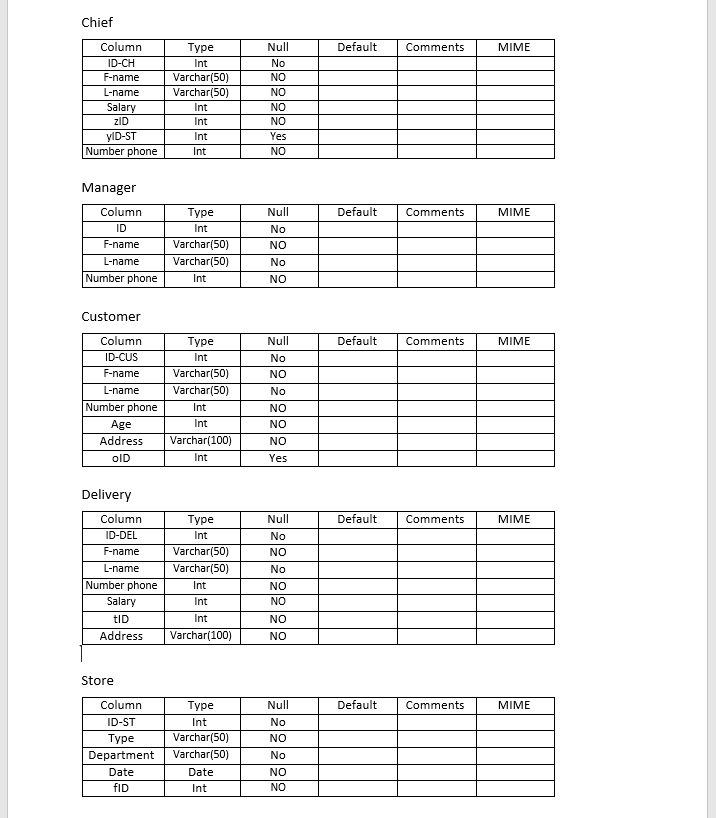 Chief
Column Type Null Default Comments MIME
ID-CH Int No
F-name Varchar(50) NO
L-name Varchar(50) NO
Salary Int NO
zID Int NO
yID-ST Int Yes
Number phone Int NO
Manager
Column Type Null Default Comments MIME
ID Int No
F-name Varchar(50) NO
L-name Varchar(50) No
Number phone Int NO
Customer
Column Type Null Default Comments MIME
ID-CUS Int No
F-name Varchar(50) NO
L-name Varchar(50) No
Number phone Int NO
Age Int NO
Address Varchar(100) NO
oID Int Yes
Delivery
Column Type Null Default Comments MIME
ID-DEL Int No
F-name Varchar(50) NO
L-name Varchar(50) No
Number phone Int NO
Salary Int NO
tID Int NO
Address Varchar(100) NO
Store
Column Type Null Default Comments MIME
ID-ST Int No
Type Varchar(50) NO
Department Varchar(50) No
Date Date NO
fID Int NO